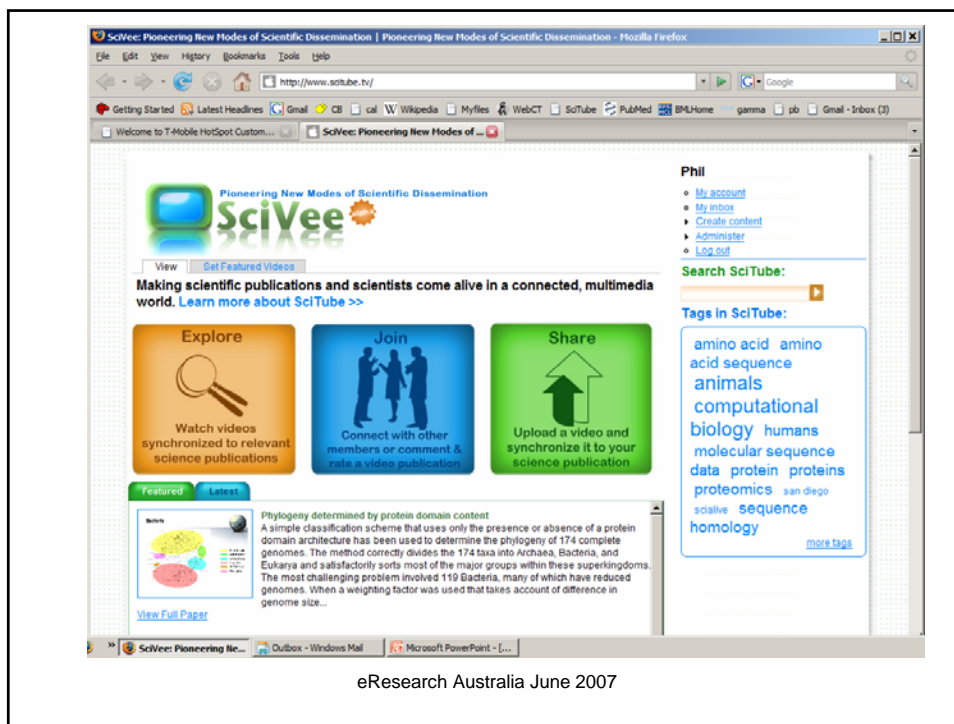 SciVee: Pioneering New Modes of Scientific Dissemination | Pioneering New Modes of Scientific Dissemination - Mozilla Firefox
File Edit View History Bookmarks Tools Help
http://www.scitube.tv/
G Google
Getting Started Latest Headlines Gmail CB cal Wikipedia Myfiles WebCT SciTube PubMed BMLHome gamma pb Gmail - Inbox (3)
Welcome to T-Mobile HotSpot Custom... SciVee: Pioneering New Modes of ...
Phil
My account
My inbox
Create content
Administer
Log out
Pioneering New Modes of Scientific Dissemination
SciVee alpha
View Set Featured Videos
Making scientific publications and scientists come alive in a connected, multimedia
world. Learn more about SciTube >>
Search SciTube:
Tags in SciTube:
amino acid amino
acid sequence
animals
computational
biology humans
molecular sequence
data protein proteins
proteomics san diego
scialive sequence
homology
more tags
Explore
Watch videos
synchronized to relevant
science publications
Join
Connect with other
members or comment &
rate a video publication
Share
Upload a video and
synchronize it to your
science publication
Featured Latest
Bacteria
Phylogeny determined by protein domain content
A simple classification scheme that uses only the presence or absence of a protein
domain architecture has been used to determine the phylogeny of 174 complete
genomes. The method correctly divides the 174 taxa into Archaea, Bacteria, and
Eukarya and satisfactorily sorts most of the major groups within these superkingdoms.
The most challenging problem involved 119 Bacteria, many of which have reduced
genomes. When a weighting factor was used that takes account of difference in
genome size...
View Full Paper
» SciVee: Pioneering Ne... Outbox - Windows Mail Microsoft PowerPoint - [...
eResearch Australia June 2007